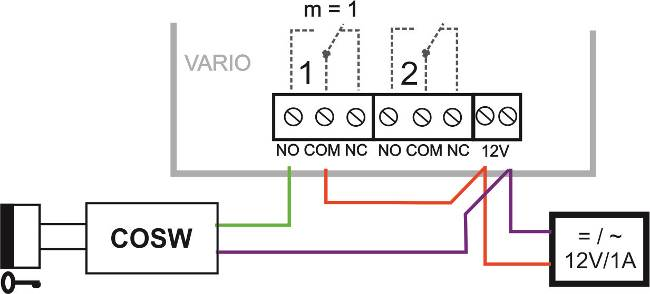 m = 1
VARIO
1 2
NO COM NC NO COM NC 12V
COSW
= / ~
12V/1A